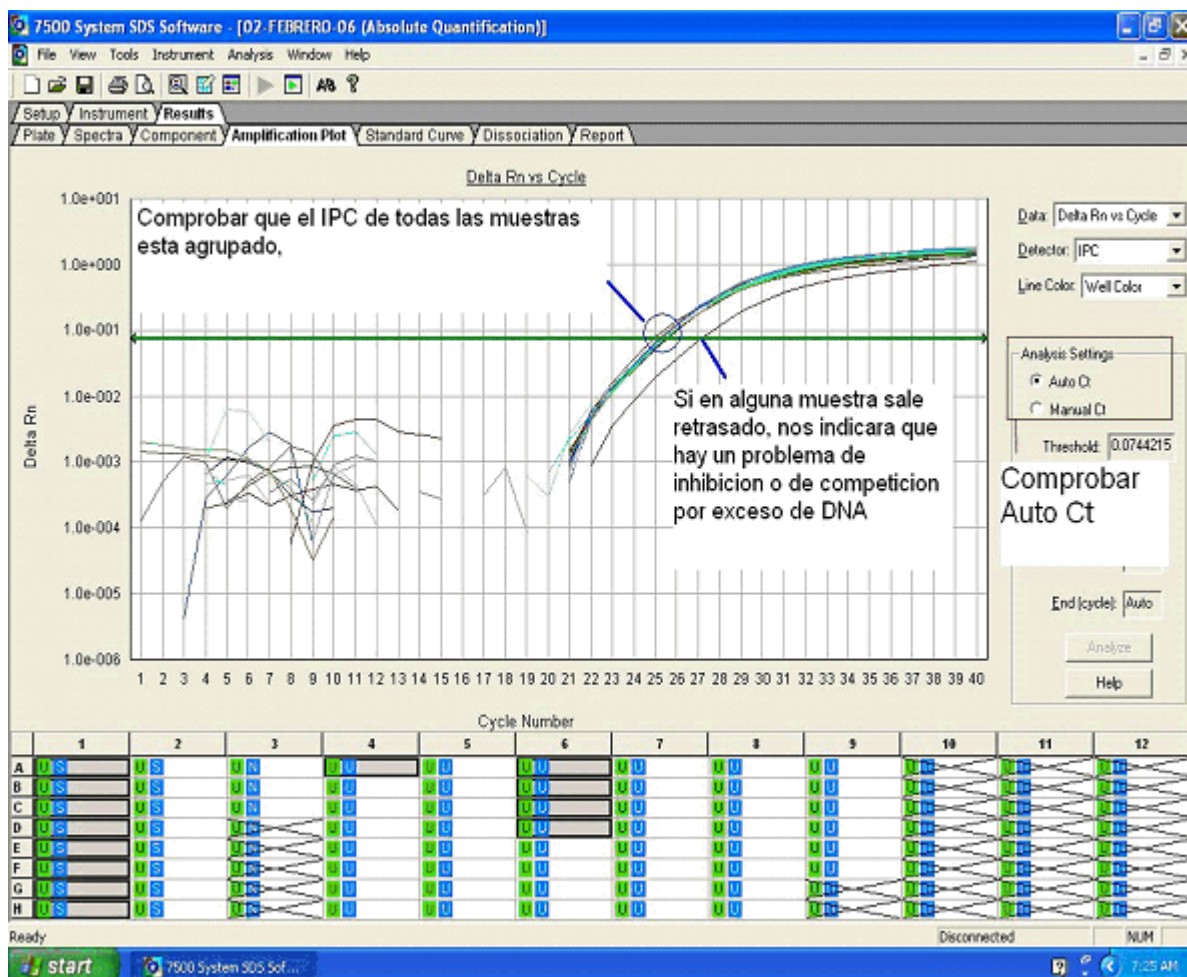 7500 System SDS Software - [02-FEBRERO-06 (Absolute Quantification)]
File View Tools Instrument Analysis Window Help
Setup Instrument Results
Plate Spectra Component Amplification Plot Standard Curve Dissociation Report
Delta Rn vs Cycle
Comprobar que el IPC de todas las muestras
esta agrupado,
Si en alguna muestra sale
retrasado, nos indicara que
hay un problema de
inhibicion o de competicion
por exceso de DNA
Delta Rn
1.0e+001
1.0e+000
1.0e-001
1.0e-002
1.0e-003
1.0e-004
1.0e-005
1.0e-006
1 2 3 4 5 6 7 8 9 10 11 12 13 14 15 16 17 18 19 20 21 22 23 24 25 26 27 28 29 30 31 32 33 34 35 36 37 38 39 40
Cycle Number
Data: Delta Rn vs Cycle
Detector: IPC
Line Color: Well Color
Analysis Settings
Auto Ct
Manual Ct
Threshold: 0.0744215
Comprobar
Auto Ct
End (cycle): Auto
Analyze
Help
1 2 3 4 5 6 7 8 9 10 11 12
A U S U S U N U U U U U U U U U U U U
B U S U S U N U U U U U U U U U U U U
C U S U S U N U U U U U U U U U U U U
D U S U S U N U U U U U U U U U U U U
E U S U S U N U U U U U U U U U U U U
F U S U S U N U U U U U U U U U U U U
G U S U S U N U U U U U U U U U U
H U S U S U N U U U U U U U U U U
Ready Disconnected NUM
start 7500 System SDS Sof... 7:25 AM